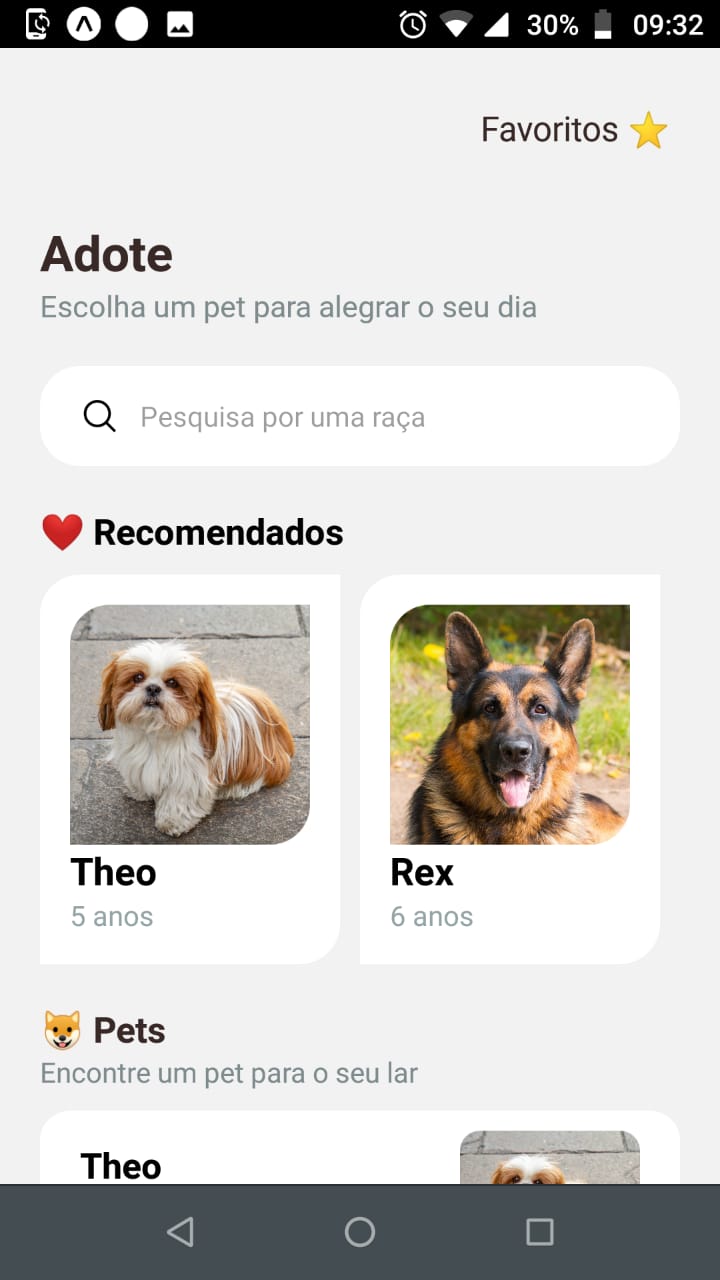 30% 09:32
Favoritos ⭐
Adote
Escolha um pet para alegrar o seu dia
Pesquisa por uma raça
❤️ Recomendados
Theo
5 anos
Rex
6 anos
🐶 Pets
Encontre um pet para o seu lar
Theo